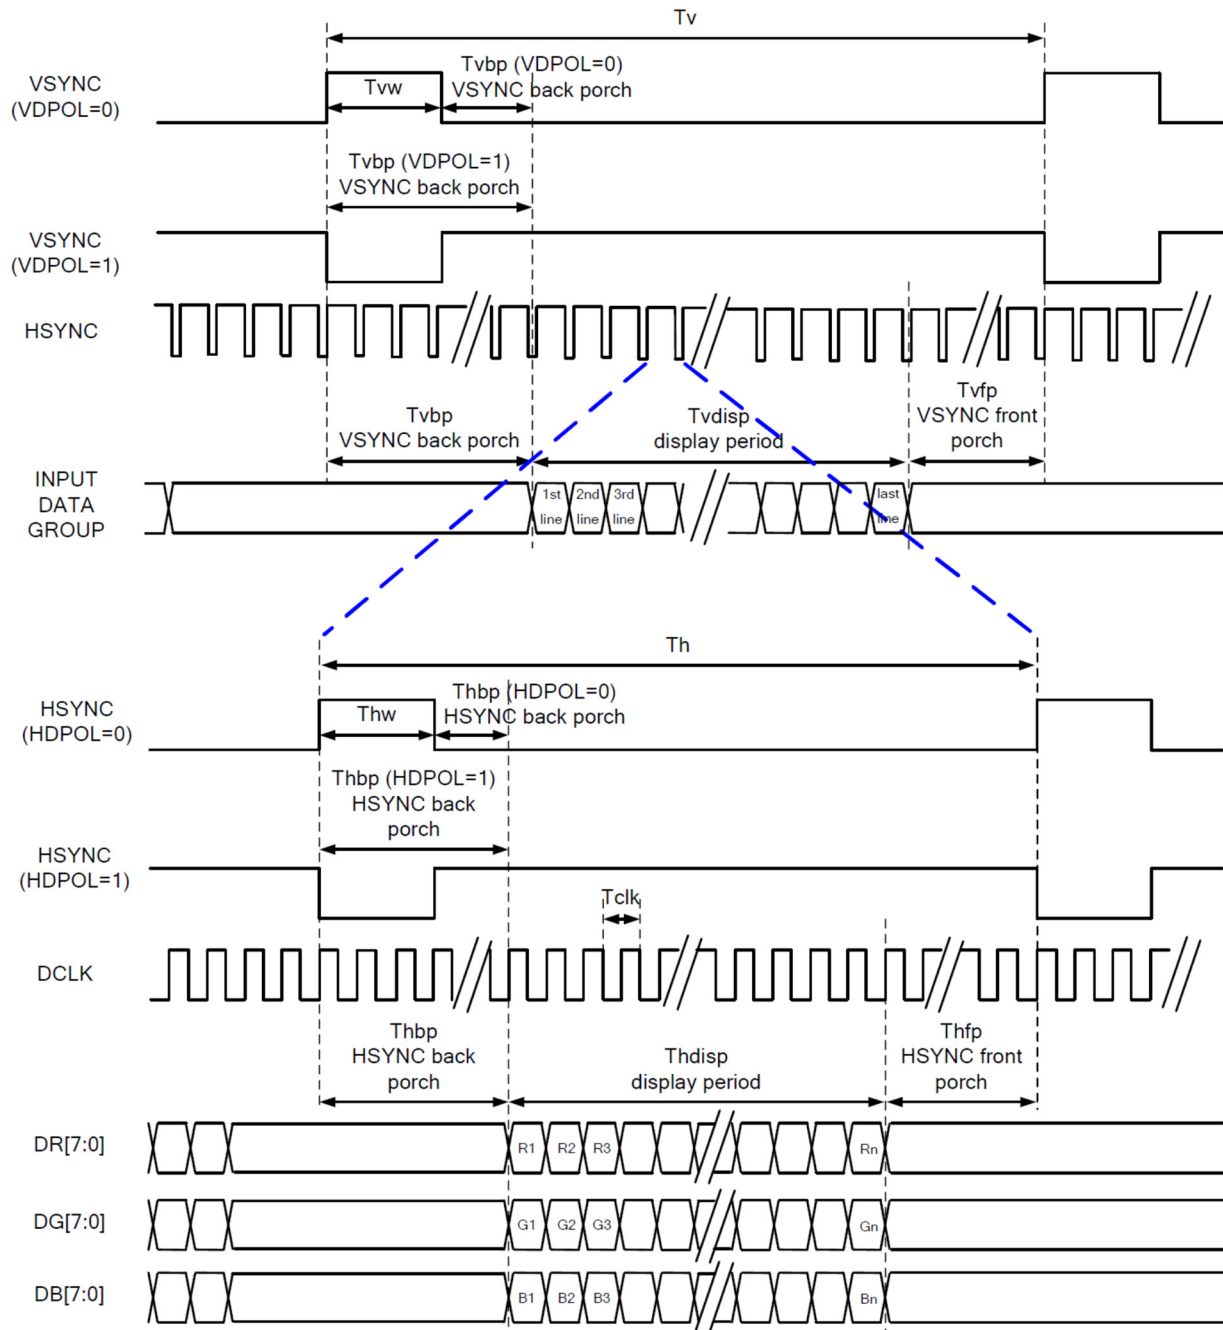 Tv
VSYNC
(VDPOL=0)
Tvw
Tvbp (VDPOL=0)
VSYNC back porch
Tvbp (VDPOL=1)
VSYNC back porch
VSYNC
(VDPOL=1)
HSYNC
Tvbp
VSYNC back porch
Tvdisp
display period
Tvfp
VSYNC front
porch
INPUT
DATA
GROUP
1st
line
2nd
line
3rd
line
last
line
Th
HSYNC
(HDPOL=0)
Thw
Thbp (HDPOL=0)
HSYNC back porch
Thbp (HDPOL=1)
HSYNC back
porch
HSYNC
(HDPOL=1)
Tclk
DCLK
Thbp
HSYNC back
porch
Thdisp
display period
Thfp
HSYNC front
porch
DR[7:0]
R1 R2 R3 Rn
DG[7:0]
G1 G2 G3 Gn
DB[7:0]
B1 B2 B3 Bn